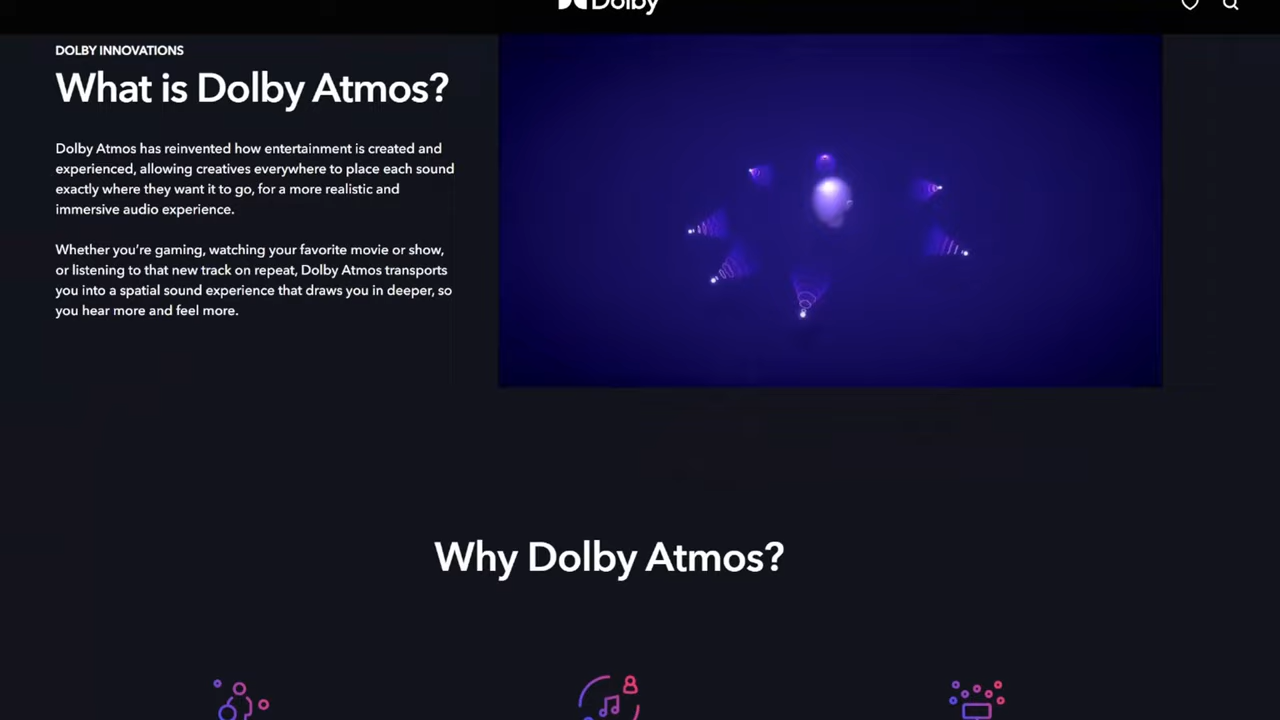 Dolby
DOLBY INNOVATIONS
What is Dolby Atmos?
Dolby Atmos has reinvented how entertainment is created and
experienced, allowing creatives everywhere to place each sound
exactly where they want it to go, for a more realistic and
immersive audio experience.
Whether you’re gaming, watching your favorite movie or show,
or listening to that new track on repeat, Dolby Atmos transports
you into a spatial sound experience that draws you in deeper, so
you hear more and feel more.
Why Dolby Atmos?